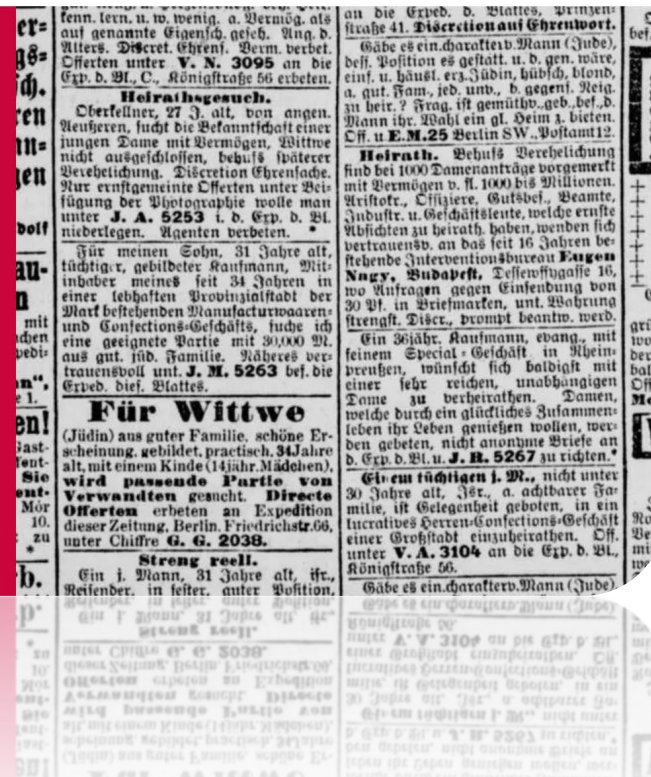 kenn. lern. u. w. wenig. a. Vermög. als
auf genannte Eigensch. gesch. Ang. d.
Alters. Discret. Ehrens. Verm. verbet.
Offerten unter V. N. 3095 an die
Exp. d. Bl., C., Königstraße 56 erbeten.
Heirathsgesuch.
Oberkellner, 27 J. alt, von angen.
Aeußeren, sucht die Bekanntschaft einer
jungen Dame mit Vermögen, Wittwe
nicht ausgeschlossen, behufs späterer
Verehelichung. Discretion Ehrensache.
Nur ernstgemeinte Offerten unter Bei-
fügung der Photographie wolle man
unter J. A. 5253 i. d. Exp. d. Bl.
niederlegen. Agenten verbeten. *
Für meinen Sohn, 31 Jahre alt,
tüchtiger, gebildeter Kaufmann, Mit-
inhaber meines seit 34 Jahren in
einer lebhaften Provinzialstadt der
Mark bestehenden Manufacturwaaren-
und Confections-Geschäfts, suche ich
eine geeignete Partie mit 30,000 M.
aus gut. jüd. Familie. Näheres ver-
trauensvoll unt. J. M. 5263 bef. die
Exped. dies. Blattes.
Für Wittwe
(Jüdin) aus guter Familie, schöne Er-
scheinung, gebildet, practisch, 34 Jahre
alt, mit einem Kinde (14jähr. Mädchen),
wird passende Partie von
Verwandten gesucht. Directe
Offerten erbeten an Expedition
dieser Zeitung, Berlin, Friedrichstr. 66,
unter Chiffre G. G. 2038.
Streng reell.
Ein j. Mann, 31 Jahre alt, isr.,
Reisender, in fester, guter Position,
an die Exped. d. Blattes, Prinzen-
straße 41. Discretion auf Ehrenwort.
Gäbe es ein. charakterv. Mann (Jude),
dess. Position es gestatt. u. d. gen. wäre,
einf. u. häusl. erz. Jüdin, hübsch, blond,
a. gut. Fam., jed. unv., b. gegens. Neig.
zu heir.? Frag. ist gemüthv., geb., bes., d.
Mann ihr. Wahl ein gl. Heim z. bieten.
Off. u. E. M. 25 Berlin SW., Postamt 12.
Heirath. Behufs Verehelichung
sind bei 1000 Damenanträge vorgemerkt
mit Vermögen v. fl. 1000 bis Millionen.
Aristokr., Offiziere, Gutsbes., Beamte,
Industr. u. Geschäftsleute, welche ernste
Absichten zu heirath. haben, wenden sich
vertrauensv. an das seit 16 Jahren be-
stehende Interventionsbureau Eugen
Nagy, Budapest, Dessewffygasse 16,
wo Anfragen gegen Einsendung von
30 Pf. in Briefmarken, unt. Wahrung
strengst. Discr., prompt beantw. werd.
Ein 36jähr. Kaufmann, evang., mit
feinem Special-Geschäft in Rhein-
preußen, wünscht sich baldigst mit
einer sehr reichen, unabhängigen
Dame zu verheirathen. Damen,
welche durch ein glückliches Zusammen-
leben ihr Leben genießen wollen, wer-
den gebeten, nicht anonyme Briefe an
d. Exp. d. Bl. u. J. R. 5267 zu richten.*
Einem tüchtigen j. M., nicht unter
30 Jahre alt, Isr., a. achtbarer Fa-
milie, ist Gelegenheit geboten, in ein
lucratives Herren-Confections-Geschäft
einer Großstadt einzuheirathen. Off.
unter V. A. 3104 an die Exp. d. Bl.,
Königstraße 56.
Gäbe es ein. charakterv. Mann (Jude)